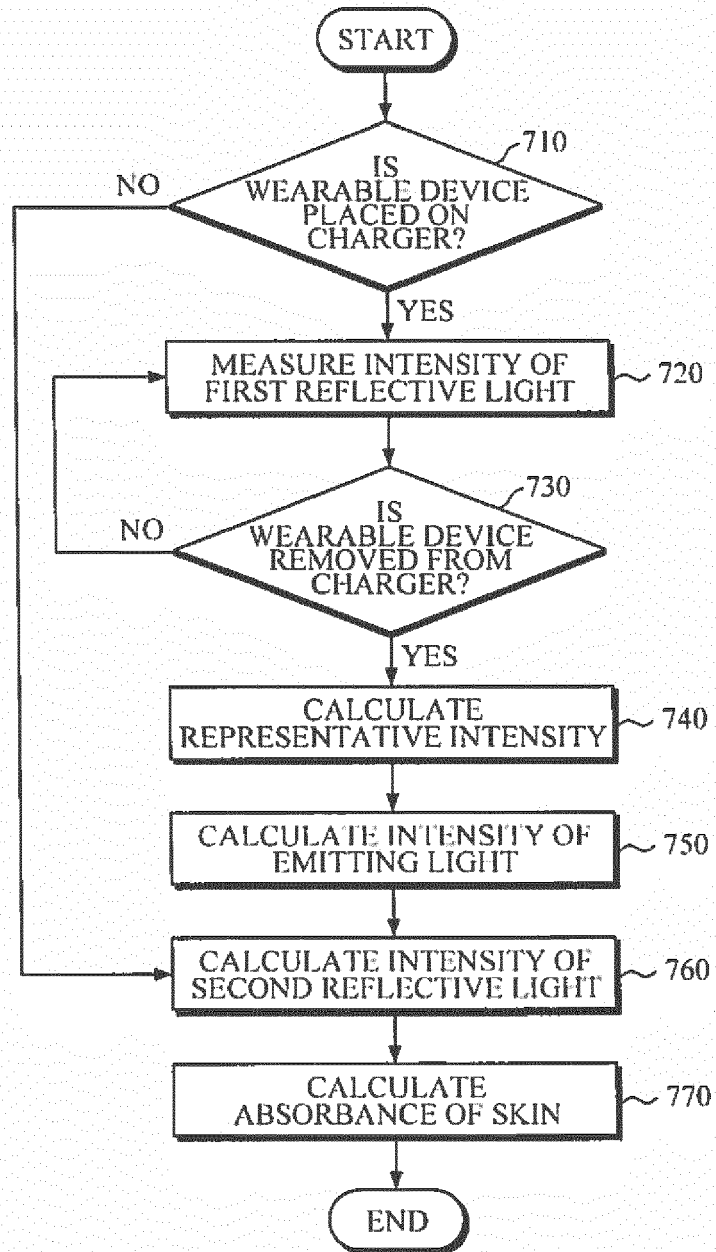 START
710
IS
WEARABLE DEVICE
PLACED ON
CHARGER?
NO
YES
MEASURE INTENSITY OF
FIRST REFLECTIVE LIGHT
720
730
IS
WEARABLE DEVICE
REMOVED FROM
CHARGER?
NO
YES
CALCULATE
REPRESENTATIVE INTENSITY
740
CALCULATE INTENSITY OF
EMITTING LIGHT
750
CALCULATE INTENSITY OF
SECOND REFLECTIVE LIGHT
760
CALCULATE
ABSORBANCE OF SKIN
770
END